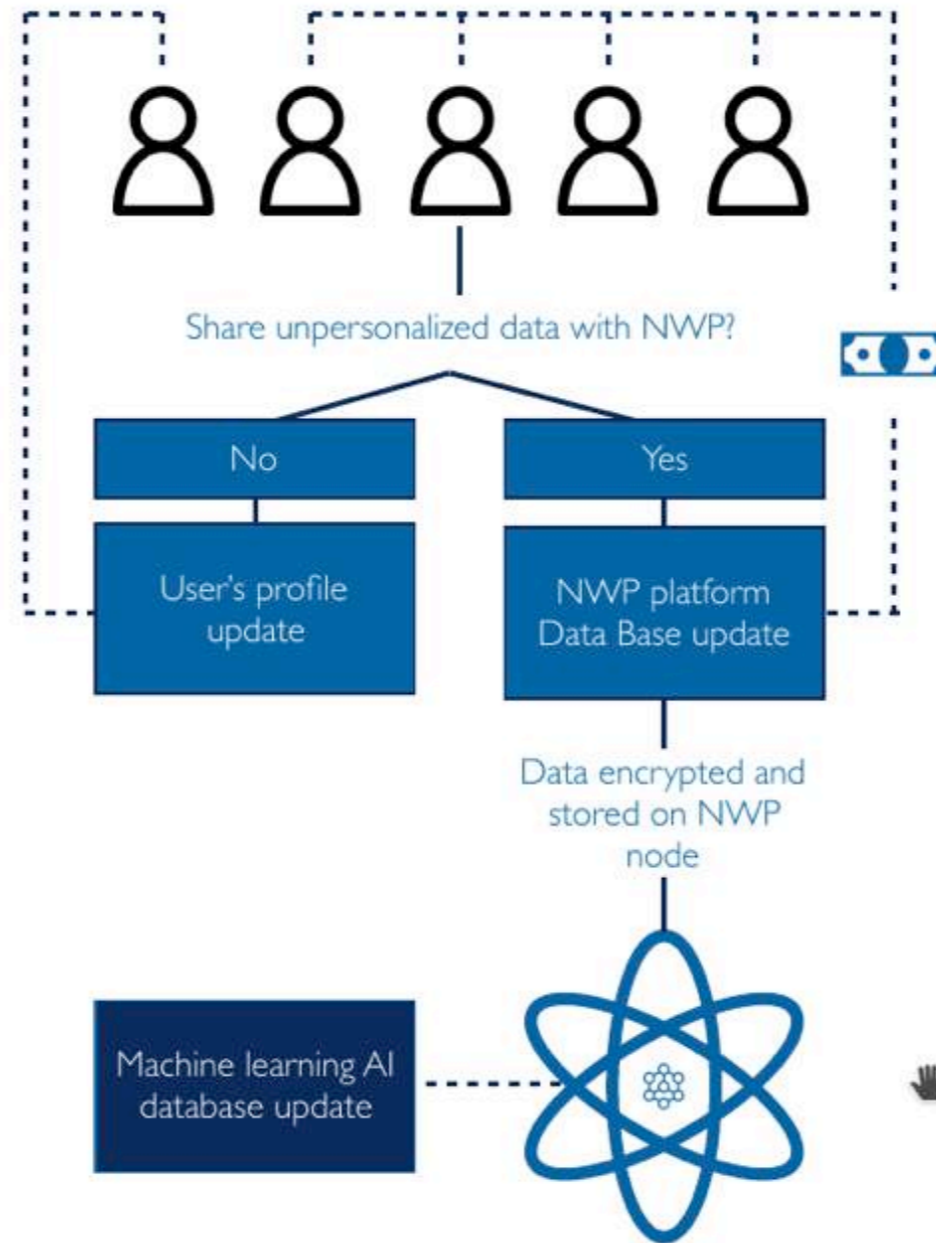 Share unpersonalized data with NWP?
No
Yes
User's profile
update
NWP platform
Data Base update
Data encrypted and
stored on NWP
node
Machine learning AI
database update